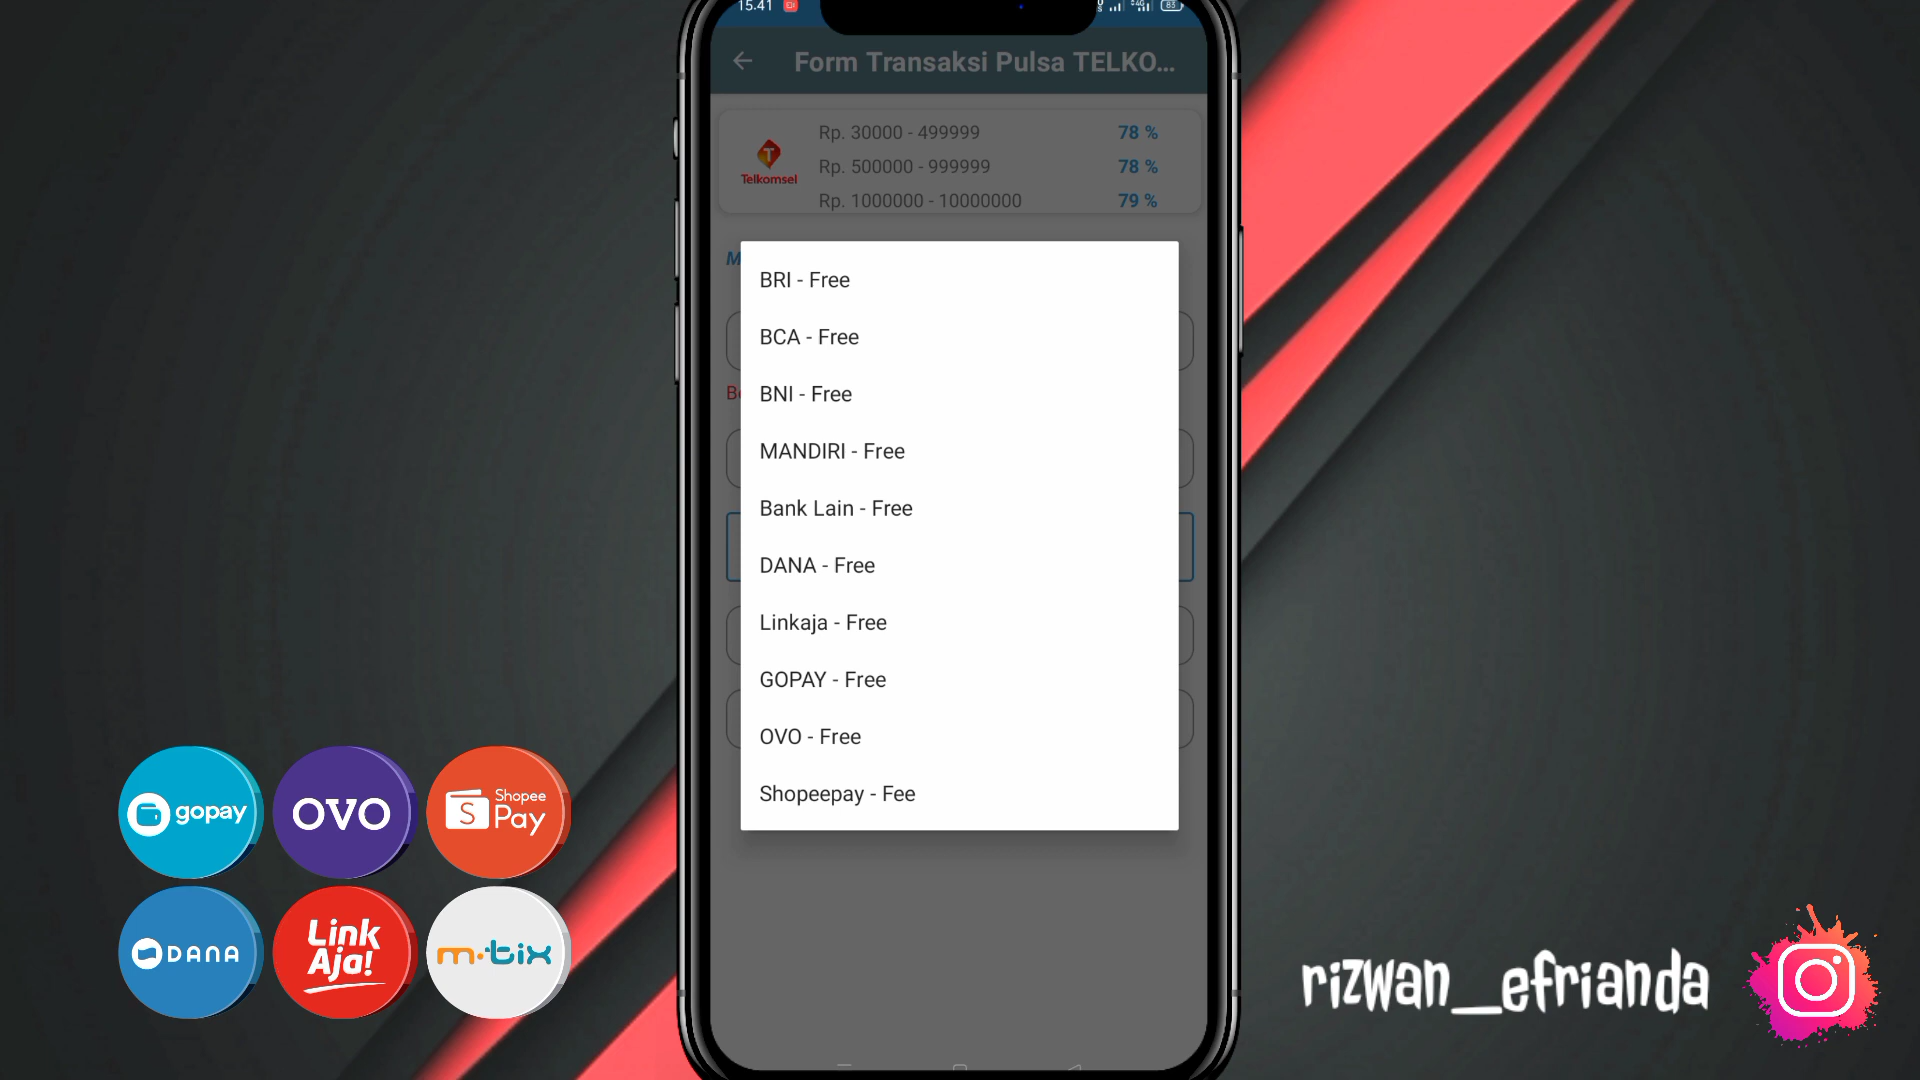 15.41
83
Form Transaksi Pulsa TELKO...
Rp. 30000 - 499999 78 %
Rp. 500000 - 999999 78 %
Rp. 1000000 - 10000000 79 %
Telkomsel
BRI - Free
BCA - Free
BNI - Free
MANDIRI - Free
Bank Lain - Free
DANA - Free
Linkaja - Free
GOPAY - Free
OVO - Free
Shopeepay - Fee
gopay
OVO
S
Shopee
Pay
DANA
Link
Aja!
m.tix
rizwan__efrianda